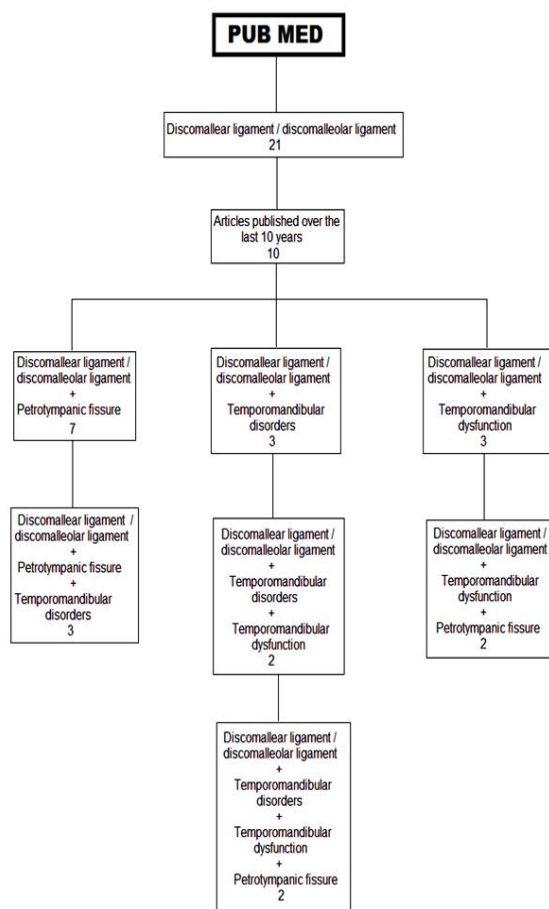 PUB MED
Discomallear ligament / discomalleolar ligament
21
Articles published over the
last 10 years
10
Discomallear ligament /
discomalleolar ligament
+
Petrotympanic fissure
7
Discomallear ligament /
discomalleolar ligament
+
Temporomandibular
disorders
3
Discomallear ligament /
discomalleolar ligament
+
Temporomandibular
dysfunction
3
Discomallear ligament /
discomalleolar ligament
+
Petrotympanic fissure
+
Temporomandibular
disorders
3
Discomallear ligament /
discomalleolar ligament
+
Temporomandibular
disorders
+
Temporomandibular
dysfunction
2
Discomallear ligament /
discomalleolar ligament
+
Temporomandibular
dysfunction
+
Petrotympanic fissure
2
Discomallear ligament /
discomalleolar ligament
+
Temporomandibular
disorders
+
Temporomandibular
dysfunction
+
Petrotympanic fissure
2